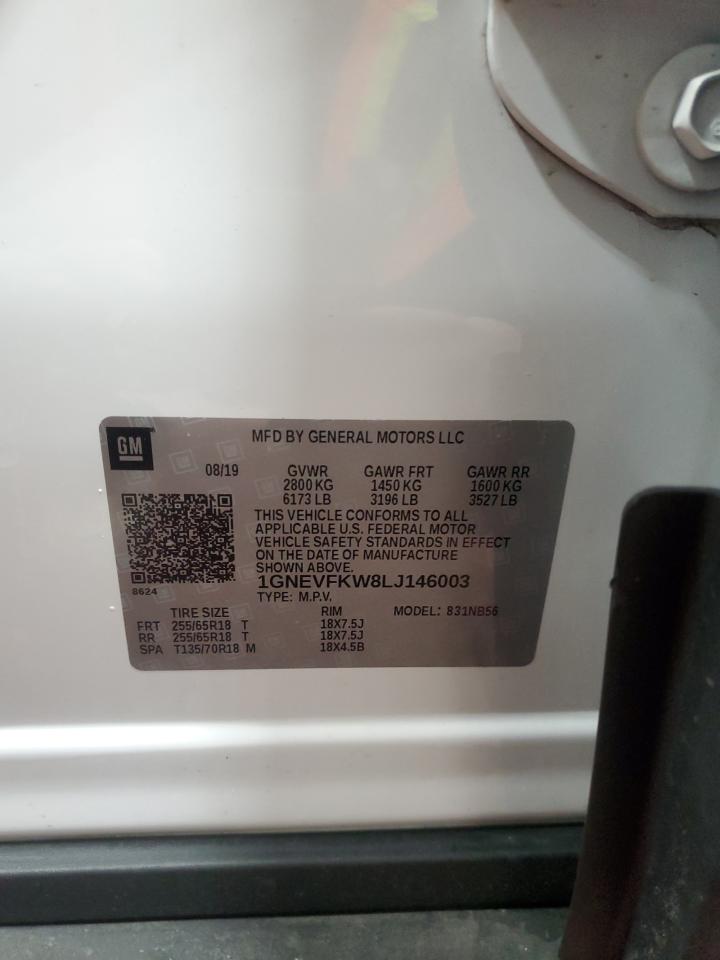 GM
MFD BY GENERAL MOTORS LLC
08/19 GVWR GAWR FRT GAWR RR
2800 KG 1450 KG 1600 KG
6173 LB 3196 LB 3527 LB
THIS VEHICLE CONFORMS TO ALL
APPLICABLE U.S. FEDERAL MOTOR
VEHICLE SAFETY STANDARDS IN EFFECT
ON THE DATE OF MANUFACTURE
SHOWN ABOVE.
1GNEVFKW8LJ146003
8624
TYPE: M.P.V. MODEL: 831NB56
TIRE SIZE RIM
FRT 255/65R18 T 18X7.5J
RR 255/65R18 T 18X7.5J
SPA T135/70R18 M 18X4.5B